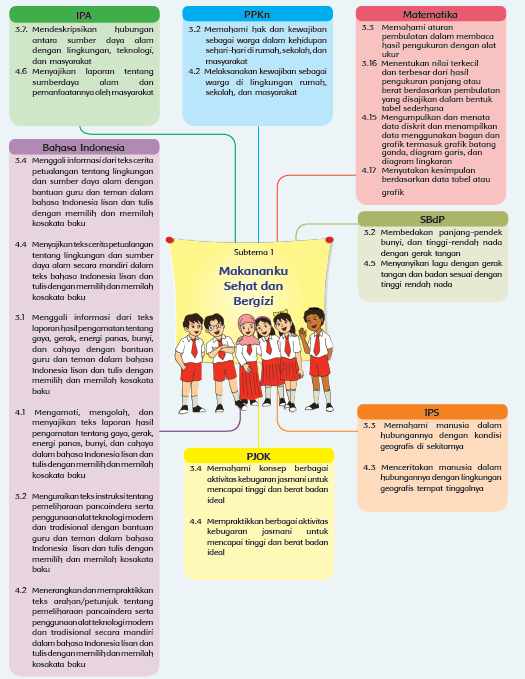 IPA
3.7. Mendeskripsikan hubungan
antara sumber daya alam
dengan lingkungan, teknologi,
dan masyarakat
4.6 Menyajikan laporan tentang
sumberdaya alam dan
pemanfaatannya oleh masyarakat
PPKn
3.2 Memahami hak dan kewajiban
sebagai warga dalam kehidupan
sehari-hari di rumah, sekolah, dan
masyarakat
4.2 Melaksanakan kewajiban sebagai
warga di lingkungan rumah,
sekolah, dan masyarakat
Matematika
3.3 Memahami aturan
pembulatan dalam membaca
hasil pengukuran dengan alat
ukur
3.16 Menentukan nilai terkecil
dan terbesar dari hasil
pengukuran panjang atau
berat berdasarkan pembulatan
yang disajikan dalam bentuk
tabel sederhana
4.15 Mengumpulkan dan menata
data diskrit dan menampilkan
data menggunakan bagan dan
grafik termasuk grafik batang
ganda, diagram garis, dan
diagram lingkaran
4.17 Menyatakan kesimpulan
berdasarkan data tabel atau
grafik
Bahasa Indonesia
3.4 Menggali informasi dari teks cerita
petualangan tentang lingkungan
dan sumber daya alam dengan
bantuan guru dan teman dalam
bahasa Indonesia lisan dan tulis
dengan memilih dan memilah
kosakata baku
4.4 Menyajikan teks cerita petualangan
tentang lingkungan dan sumber
daya alam secara mandiri dalam
teks bahasa Indonesia lisan dan
tulis dengan memilih dan memilah
kosakata baku
3.1 Menggali informasi dari teks
laporan hasil pengamatan tentang
gaya, gerak, energi panas, bunyi,
dan cahaya dengan bantuan
guru dan teman dalam bahasa
Indonesia lisan dan tulis dengan
memilih dan memilah kosakata
baku
4.1 Mengamati, mengolah, dan
menyajikan teks laporan hasil
pengamatan tentang gaya, gerak,
energi panas, bunyi, dan cahaya
dalam bahasa Indonesia lisan dan
tulis dengan memilih dan memilah
kosakata baku
3.2 Menguraikan teks instruksi tentang
pemeliharaan pancaindera serta
penggunaan alat teknologi modern
dan tradisional dengan bantuan
guru dan teman dalam bahasa
Indonesia lisan dan tulis dengan
memilih dan memilah kosakata
baku
4.2 Menerangkan dan mempraktikkan
teks arahan/petunjuk tentang
pemeliharaan pancaindera serta
penggunaan alat teknologi modern
dan tradisional secara mandiri
dalam bahasa Indonesia lisan dan
tulis dengan memilih dan memilah
kosakata baku
SBdP
3.2 Membedakan panjang-pendek
bunyi, dan tinggi-rendah nada
dengan gerak tangan
4.5 Menyanyikan lagu dengan gerak
tangan dan badan sesuai dengan
tinggi rendah nada
Subtema 1
Makananku
Sehat dan
Bergizi
IPS
3.3 Memahami manusia dalam
hubungannya dengan kondisi
geografis di sekitarnya
4.3 Menceritakan manusia dalam
hubungannya dengan lingkungan
geografis tempat tinggalnya
PJOK
3.4 Memahami konsep berbagai
aktivitas kebugaran jasmani untuk
mencapai tinggi dan berat badan
ideal
4.4 Mempraktikkan berbagai aktivitas
kebugaran jasmani untuk
mencapai tinggi dan berat badan
ideal